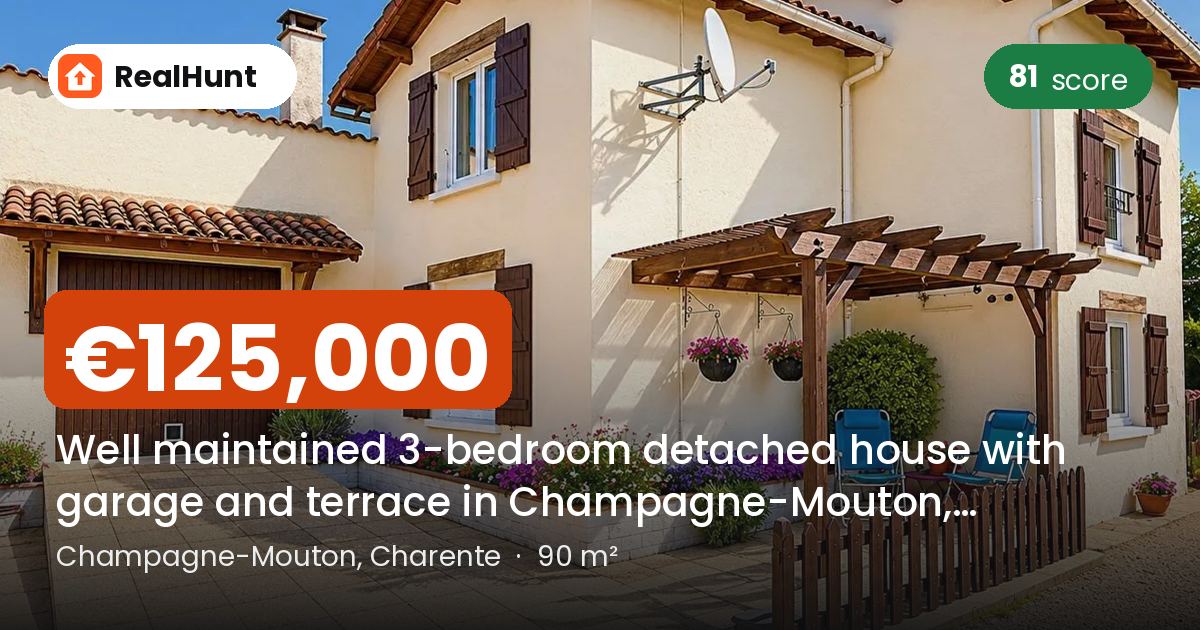 RealHunt
81 score
€125,000
Well maintained 3-bedroom detached house with
garage and terrace in Champagne-Mouton,...
Champagne-Mouton, Charente · 90 m²